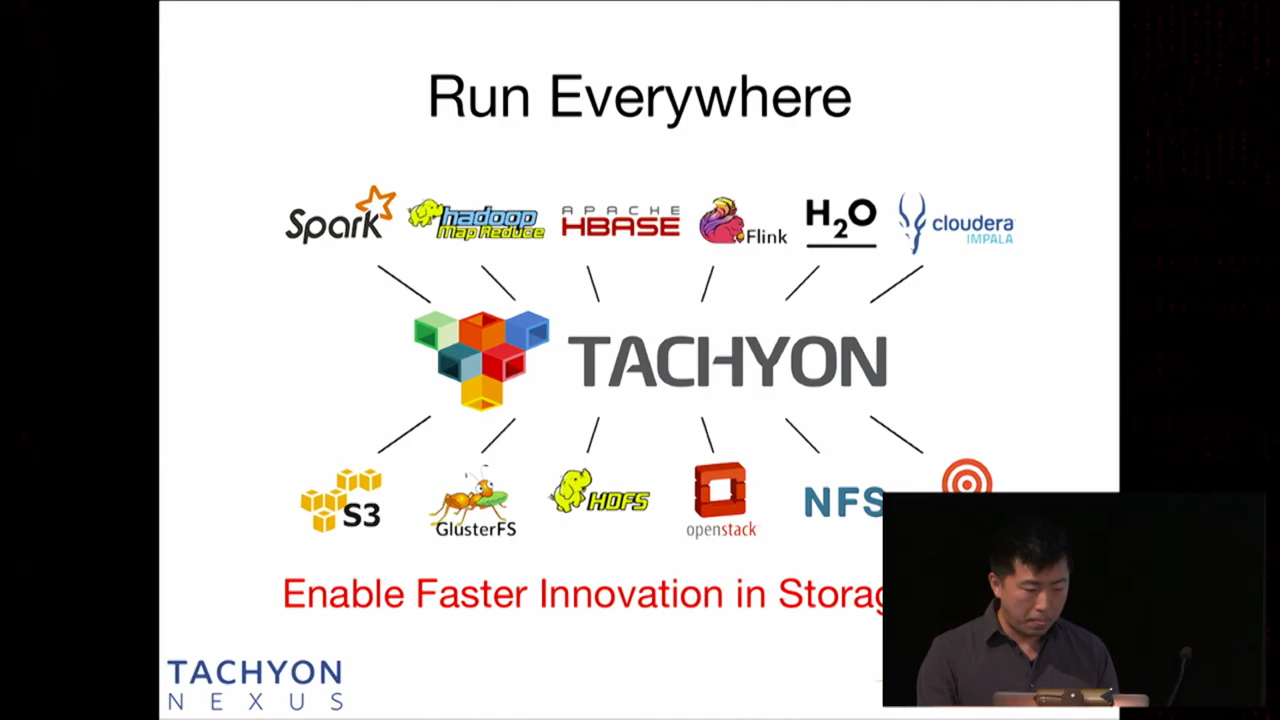 Run Everywhere
Spark
hadoop
Map Reduce
APACHE
HBASE
Flink
H2O
cloudera
IMPALA
TACHYON
S3
GlusterFS
HDFS
openstack
NFS
Enable Faster Innovation in
TACHYON
NEXUS